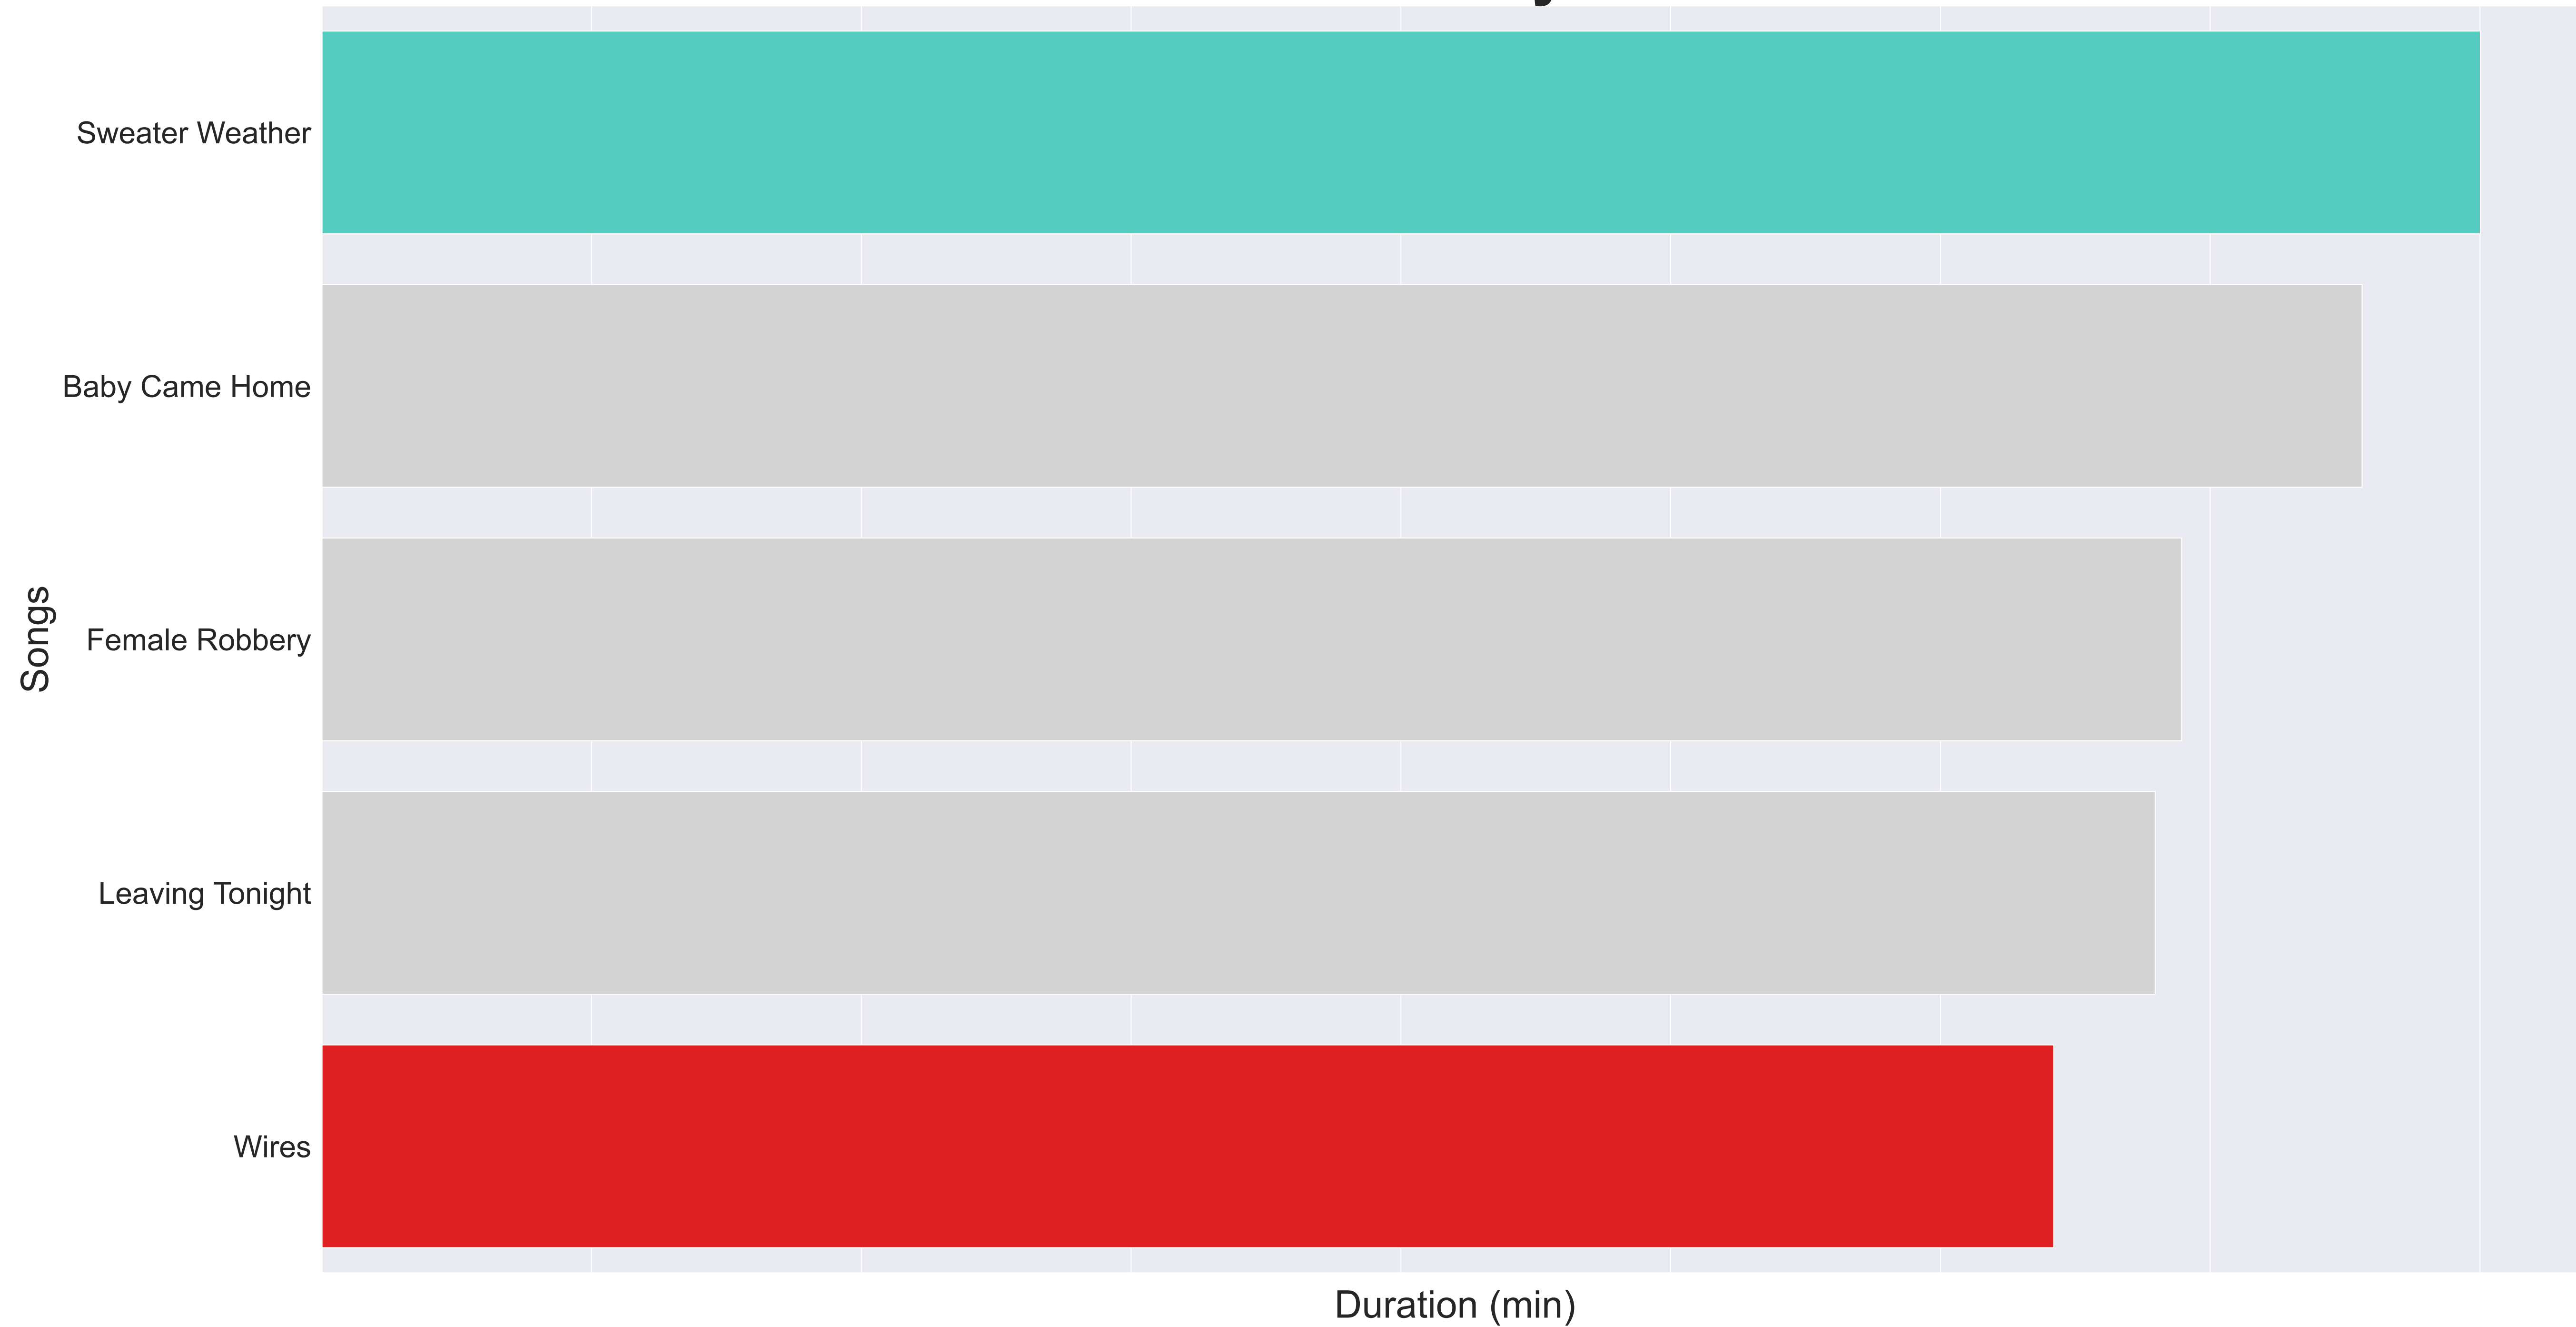 Sweater Weather
Baby Came Home
Female Robbery
Leaving Tonight
Wires
Songs
Duration (min)